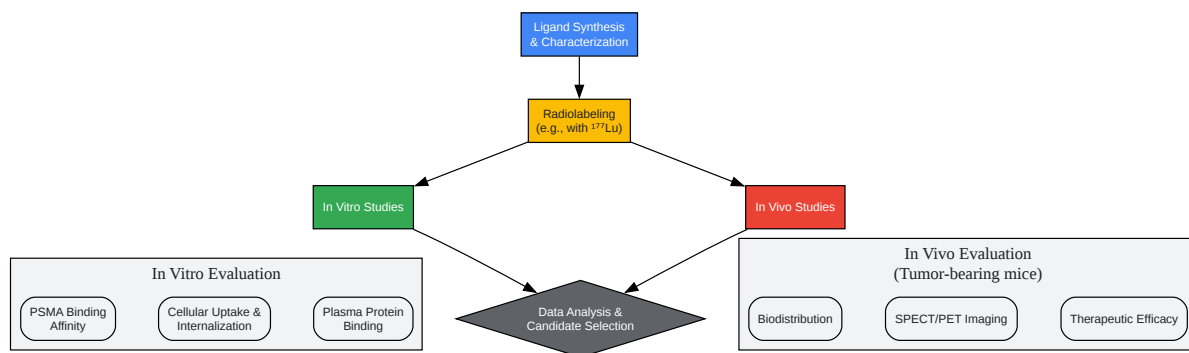 Ligand Synthesis
& Characterization
Radiolabeling
(e.g., with ¹⁷⁷Lu)
In Vitro Studies
In Vivo Studies
In Vitro Evaluation
PSMA Binding
Affinity
Cellular Uptake &
Internalization
Plasma Protein
Binding
Data Analysis &
Candidate Selection
In Vivo Evaluation
(Tumor-bearing mice)
Biodistribution
SPECT/PET Imaging
Therapeutic Efficacy